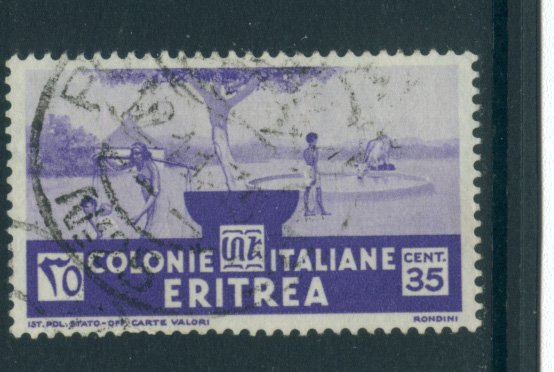 ٣٥ COLONIE ITALIANE CENT. 35
ERITREA
IST. POL. STATO-OFF. CARTE VALORI RONDINI